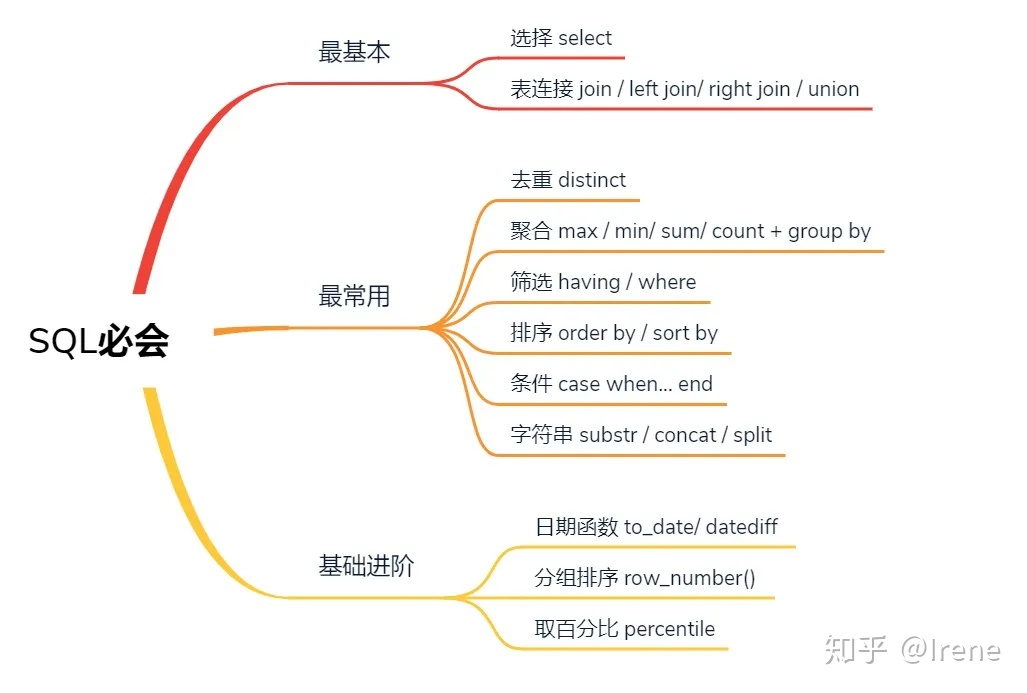 SQL必会
最基本
选择 select
表连接 join / left join/ right join / union
最常用
去重 distinct
聚合 max / min/ sum/ count + group by
筛选 having / where
排序 order by / sort by
条件 case when... end
字符串 substr / concat / split
基础进阶
日期函数 to_date/ datediff
分组排序 row_number()
取百分比 percentile
知乎 @Irene